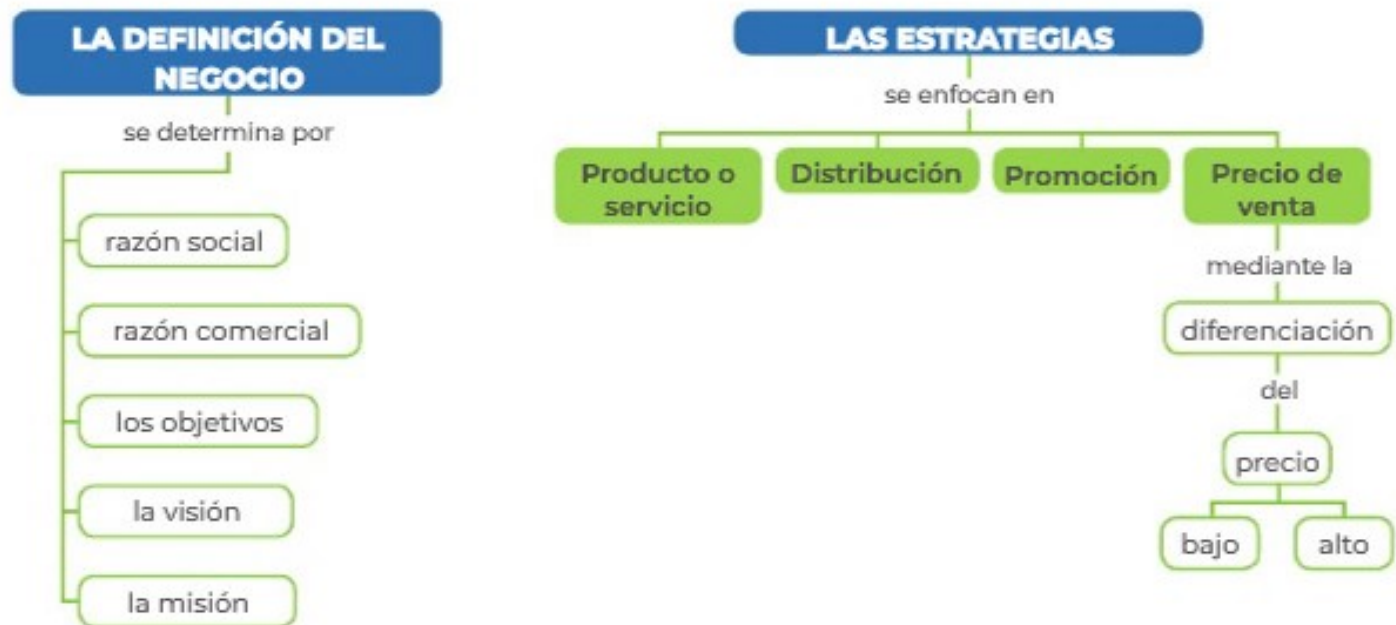 LA DEFINICIÓN DEL
NEGOCIO
se determina por
razón social
razón comercial
los objetivos
la visión
la misión
LAS ESTRATEGIAS
se enfocan en
Producto o
servicio
Distribución
Promoción
Precio de
venta
mediante la
diferenciación
del
precio
bajo
alto